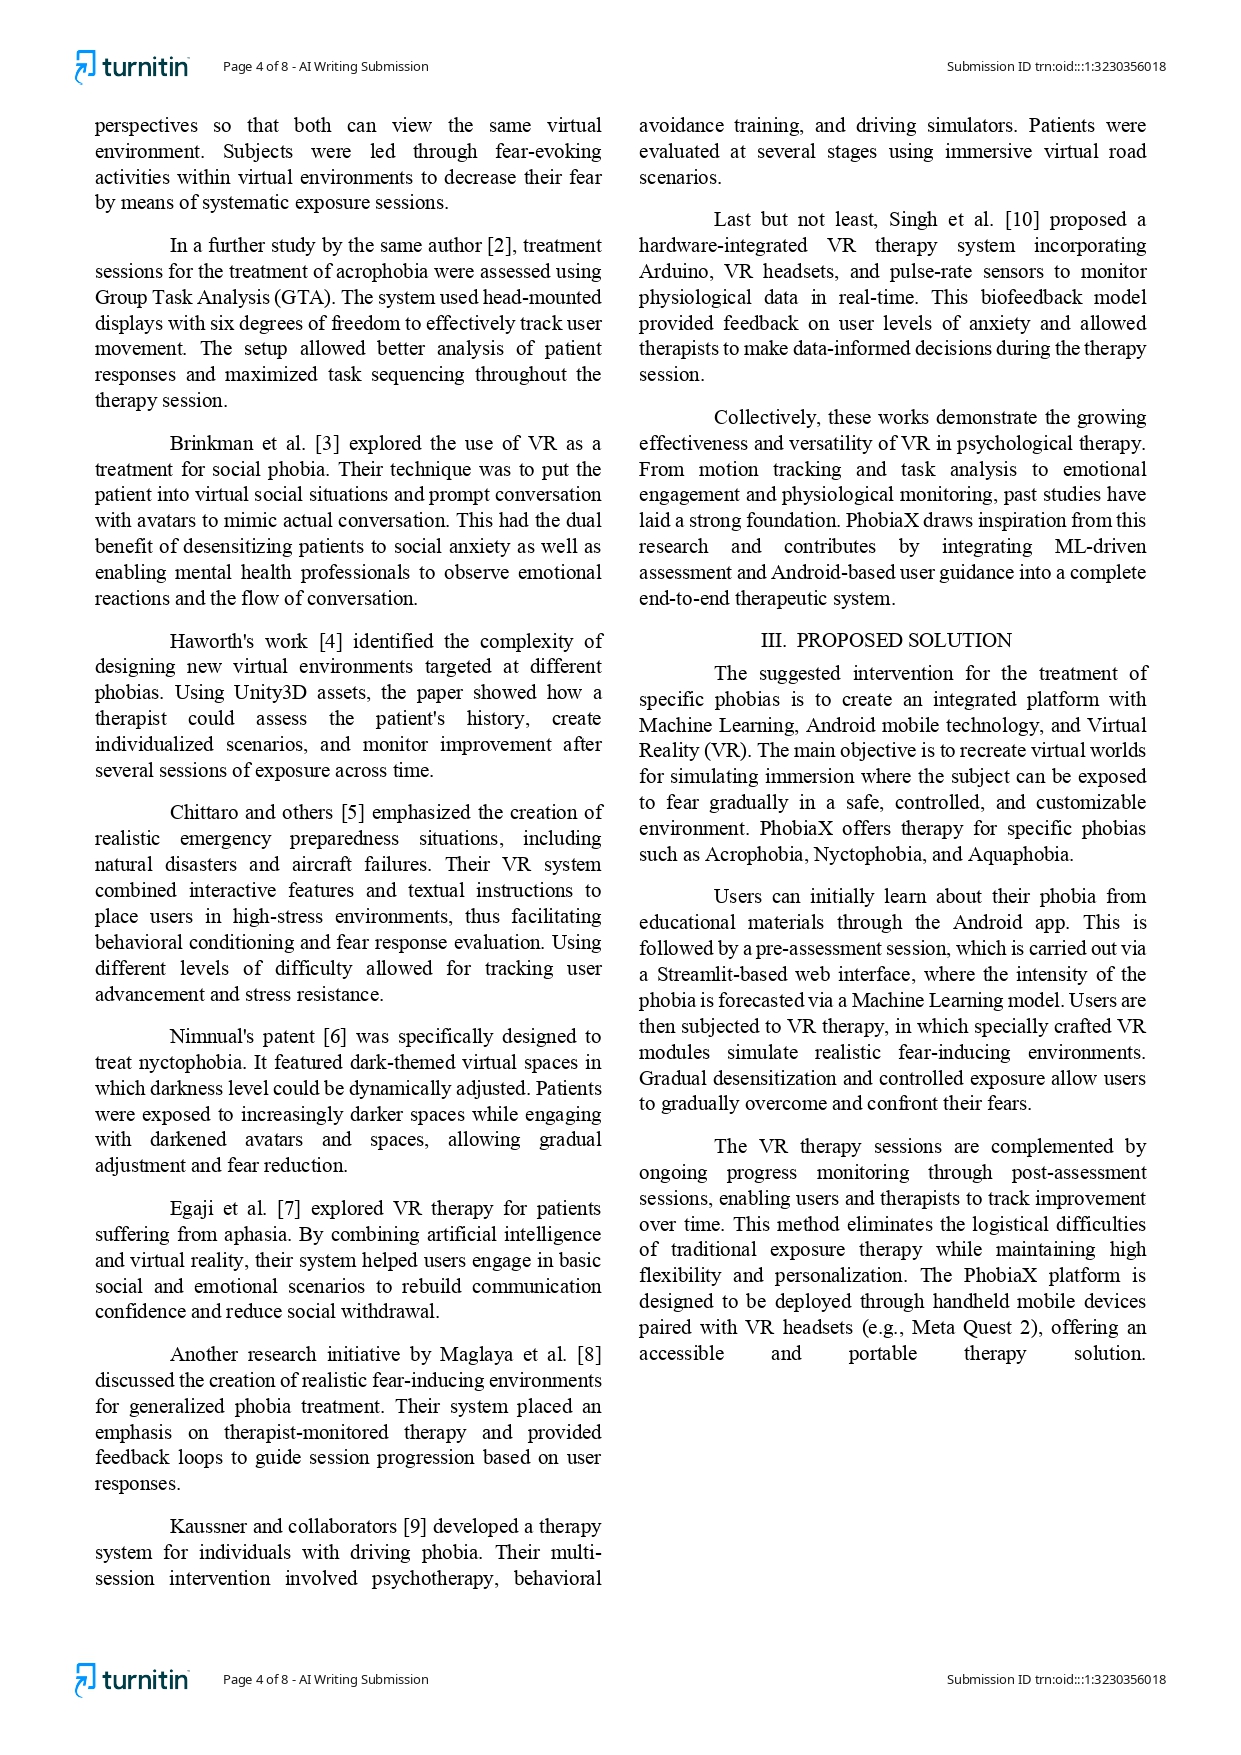 turnitin
Page 4 of 8 - AI Writing Submission
Submission ID trn:oid:::1:3230356018
perspectives so that both can view the same virtual
environment. Subjects were led through fear-evoking
activities within virtual environments to decrease their fear
by means of systematic exposure sessions.
In a further study by the same author [2], treatment
sessions for the treatment of acrophobia were assessed using
Group Task Analysis (GTA). The system used head-mounted
displays with six degrees of freedom to effectively track user
movement. The setup allowed better analysis of patient
responses and maximized task sequencing throughout the
therapy session.
Brinkman et al. [3] explored the use of VR as a
treatment for social phobia. Their technique was to put the
patient into virtual social situations and prompt conversation
with avatars to mimic actual conversation. This had the dual
benefit of desensitizing patients to social anxiety as well as
enabling mental health professionals to observe emotional
reactions and the flow of conversation.
Haworth's work [4] identified the complexity of
designing new virtual environments targeted at different
phobias. Using Unity3D assets, the paper showed how a
therapist could assess the patient's history, create
individualized scenarios, and monitor improvement after
several sessions of exposure across time.
Chittaro and others [5] emphasized the creation of
realistic emergency preparedness situations, including
natural disasters and aircraft failures. Their VR system
combined interactive features and textual instructions to
place users in high-stress environments, thus facilitating
behavioral conditioning and fear response evaluation. Using
different levels of difficulty allowed for tracking user
advancement and stress resistance.
Nimnual's patent [6] was specifically designed to
treat nyctophobia. It featured dark-themed virtual spaces in
which darkness level could be dynamically adjusted. Patients
were exposed to increasingly darker spaces while engaging
with darkened avatars and spaces, allowing gradual
adjustment and fear reduction.
Egaji et al. [7] explored VR therapy for patients
suffering from aphasia. By combining artificial intelligence
and virtual reality, their system helped users engage in basic
social and emotional scenarios to rebuild communication
confidence and reduce social withdrawal.
Another research initiative by Maglaya et al. [8]
discussed the creation of realistic fear-inducing environments
for generalized phobia treatment. Their system placed an
emphasis on therapist-monitored therapy and provided
feedback loops to guide session progression based on user
responses.
Kaussner and collaborators [9] developed a therapy
system for individuals with driving phobia. Their multi-
session intervention involved psychotherapy, behavioral
avoidance training, and driving simulators. Patients were
evaluated at several stages using immersive virtual road
scenarios.
Last but not least, Singh et al. [10] proposed a
hardware-integrated VR therapy system incorporating
Arduino, VR headsets, and pulse-rate sensors to monitor
physiological data in real-time. This biofeedback model
provided feedback on user levels of anxiety and allowed
therapists to make data-informed decisions during the therapy
session.
Collectively, these works demonstrate the growing
effectiveness and versatility of VR in psychological therapy.
From motion tracking and task analysis to emotional
engagement and physiological monitoring, past studies have
laid a strong foundation. PhobiaX draws inspiration from this
research and contributes by integrating ML-driven
assessment and Android-based user guidance into a complete
end-to-end therapeutic system.
III. PROPOSED SOLUTION
The suggested intervention for the treatment of
specific phobias is to create an integrated platform with
Machine Learning, Android mobile technology, and Virtual
Reality (VR). The main objective is to recreate virtual worlds
for simulating immersion where the subject can be exposed
to fear gradually in a safe, controlled, and customizable
environment. PhobiaX offers therapy for specific phobias
such as Acrophobia, Nyctophobia, and Aquaphobia.
Users can initially learn about their phobia from
educational materials through the Android app. This is
followed by a pre-assessment session, which is carried out via
a Streamlit-based web interface, where the intensity of the
phobia is forecasted via a Machine Learning model. Users are
then subjected to VR therapy, in which specially crafted VR
modules simulate realistic fear-inducing environments.
Gradual desensitization and controlled exposure allow users
to gradually overcome and confront their fears.
The VR therapy sessions are complemented by
ongoing progress monitoring through post-assessment
sessions, enabling users and therapists to track improvement
over time. This method eliminates the logistical difficulties
of traditional exposure therapy while maintaining high
flexibility and personalization. The PhobiaX platform is
designed to be deployed through handheld mobile devices
paired with VR headsets (e.g., Meta Quest 2), offering an
accessible and portable therapy solution.
turnitin
Page 4 of 8 - AI Writing Submission
Submission ID trn:oid:::1:3230356018